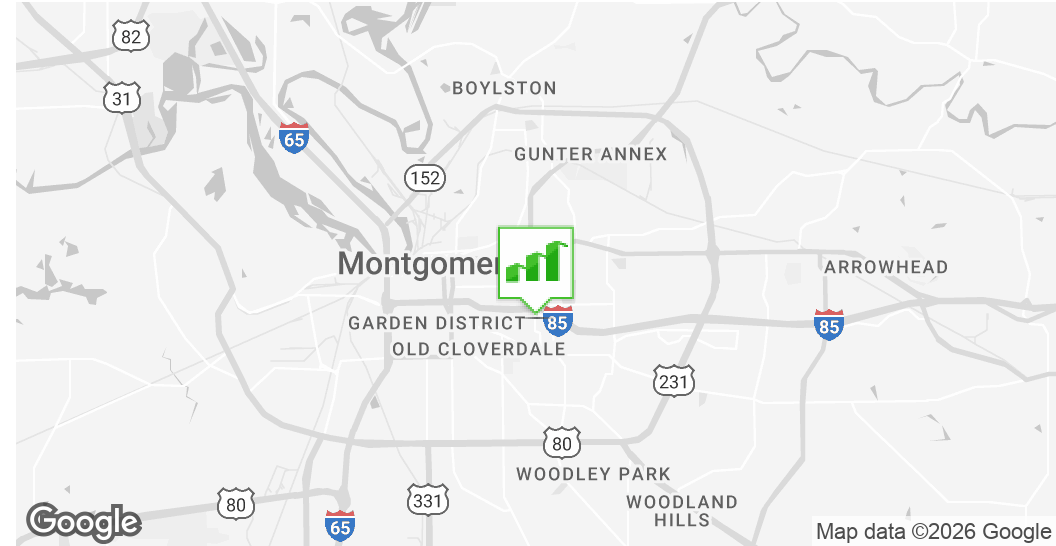 82
31
BOYLSTON
65
GUNTER ANNEX
152
Montgomer
ARROWHEAD
GARDEN DISTRICT
85
85
OLD CLOVERDALE
231
80
WOODLEY PARK
80
331
WOODLAND
HILLS
65
Google
Map data ©2026 Google